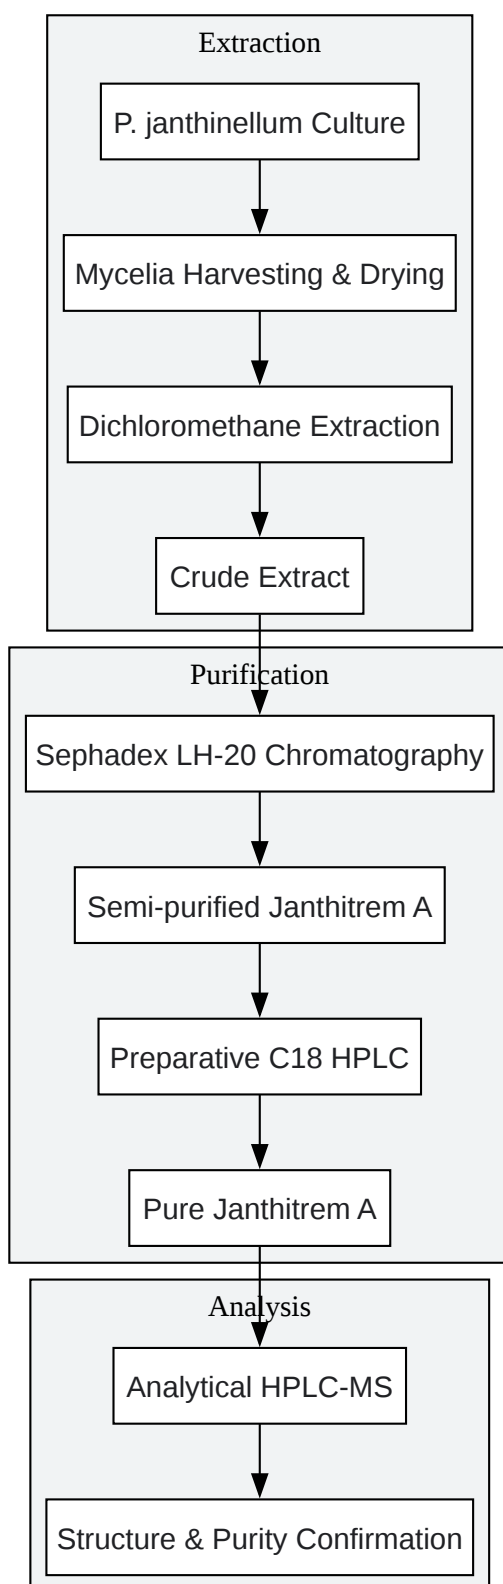 Extraction
P. janthinellum Culture
Mycelia Harvesting & Drying
Dichloromethane Extraction
Crude Extract
Purification
Sephadex LH-20 Chromatography
Semi-purified Janthitrem A
Preparative C18 HPLC
Pure Janthitrem A
Analysis
Analytical HPLC-MS
Structure & Purity Confirmation